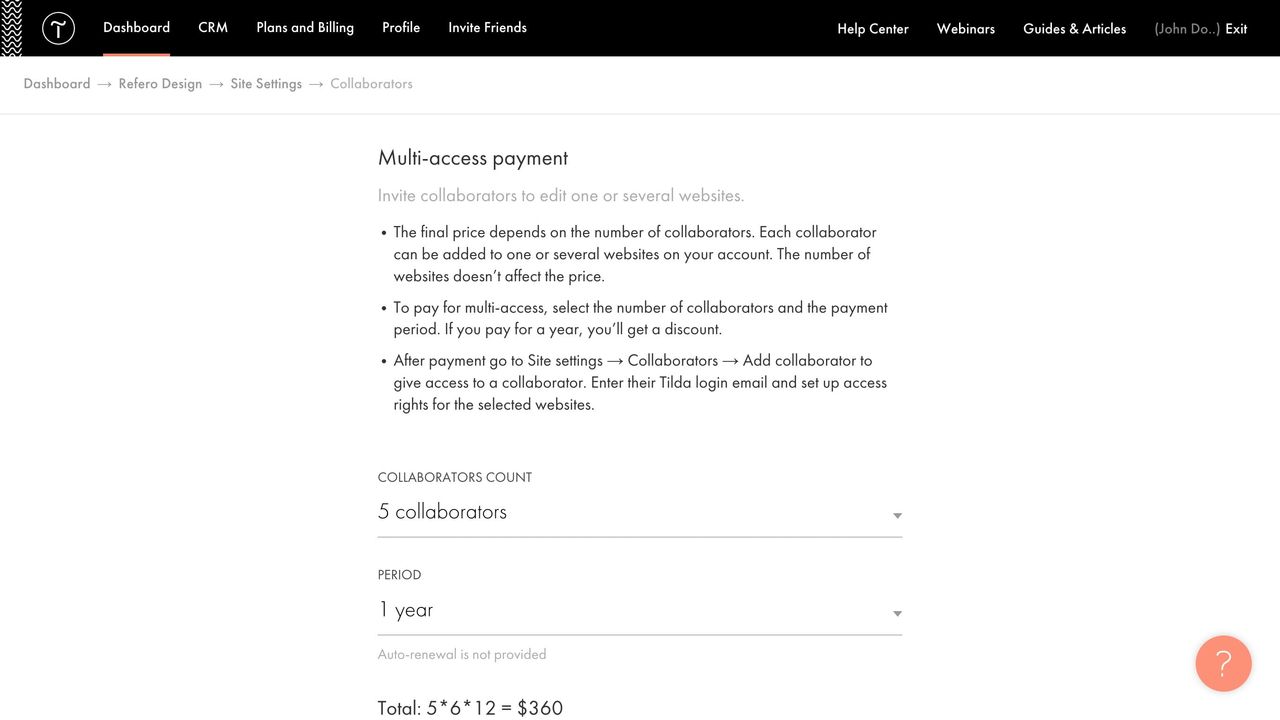 Dashboard CRM Plans and Billing Profile Invite Friends Help Center Webinars Guides & Articles (John Do..) Exit
Dashboard → Refero Design → Site Settings → Collaborators
Multi-access payment
Invite collaborators to edit one or several websites.
• The final price depends on the number of collaborators. Each collaborator
can be added to one or several websites on your account. The number of
websites doesn’t affect the price.
• To pay for multi-access, select the number of collaborators and the payment
period. If you pay for a year, you’ll get a discount.
• After payment go to Site settings → Collaborators → Add collaborator to
give access to a collaborator. Enter their Tilda login email and set up access
rights for the selected websites.
COLLABORATORS COUNT
5 collaborators
PERIOD
1 year
Auto-renewal is not provided
?
Total: 5*6*12 = $360